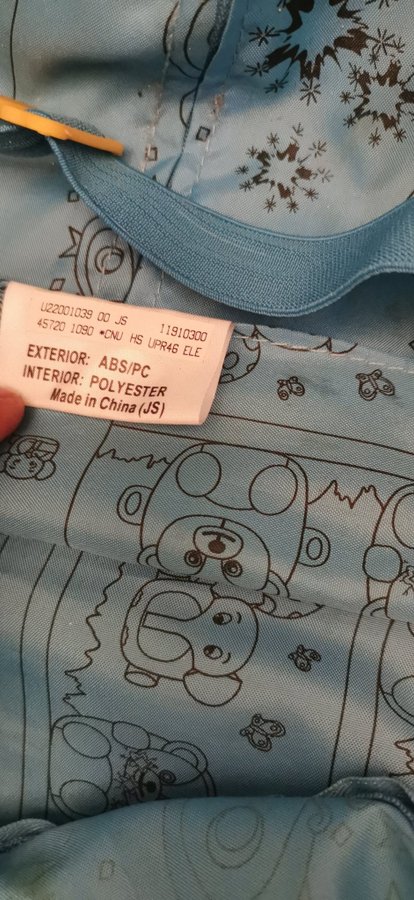 U22001039 00 JS 11910300
45720 1090 *CNU HS UPR46 ELE
EXTERIOR: ABS/PC
INTERIOR: POLYESTER
Made in China (JS)